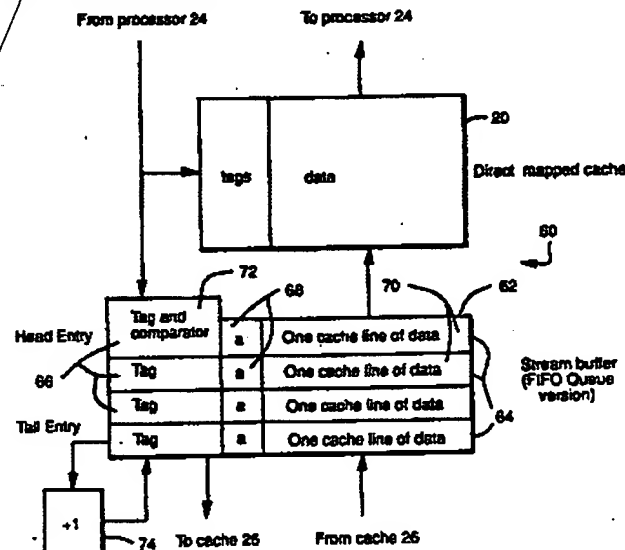 From processor 24
To processor 24
20
tags
data
Direct mapped cache
60
72
68
70
62
Tag and
comparator
a
One cache line of data
Head Entry
66
Tag
a
One cache line of data
Stream buffer
(FIFO Queue
version)
Tag
a
One cache line of data
64
Tail Entry
Tag
a
One cache line of data
+1
74
To cache 26
From cache 26